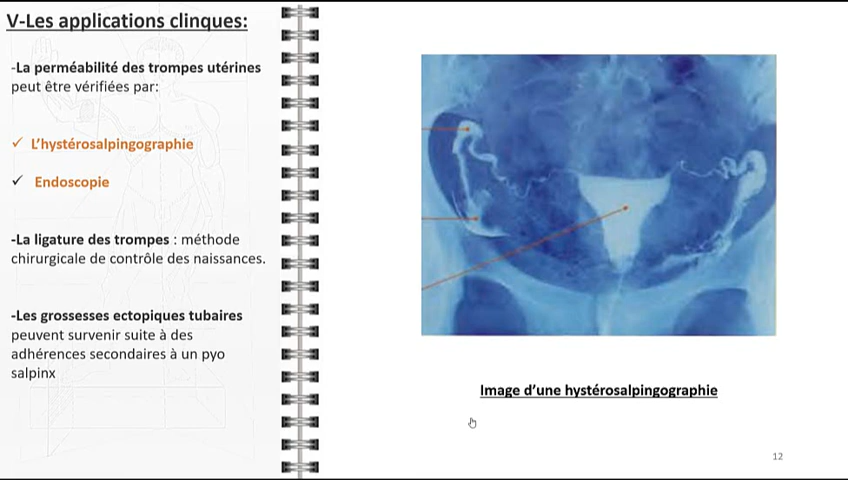 V-Les applications clinques:
-La perméabilité des trompes utérines
peut être vérifiées par:
✓ L'hystérosalpingographie
✓ Endoscopie
-La ligature des trompes : méthode
chirurgicale de contrôle des naissances.
-Les grossesses ectopiques tubaires
peuvent survenir suite à des
adhérences secondaires à un pyo
salpinx
Image d'une hystérosalpingographie
12